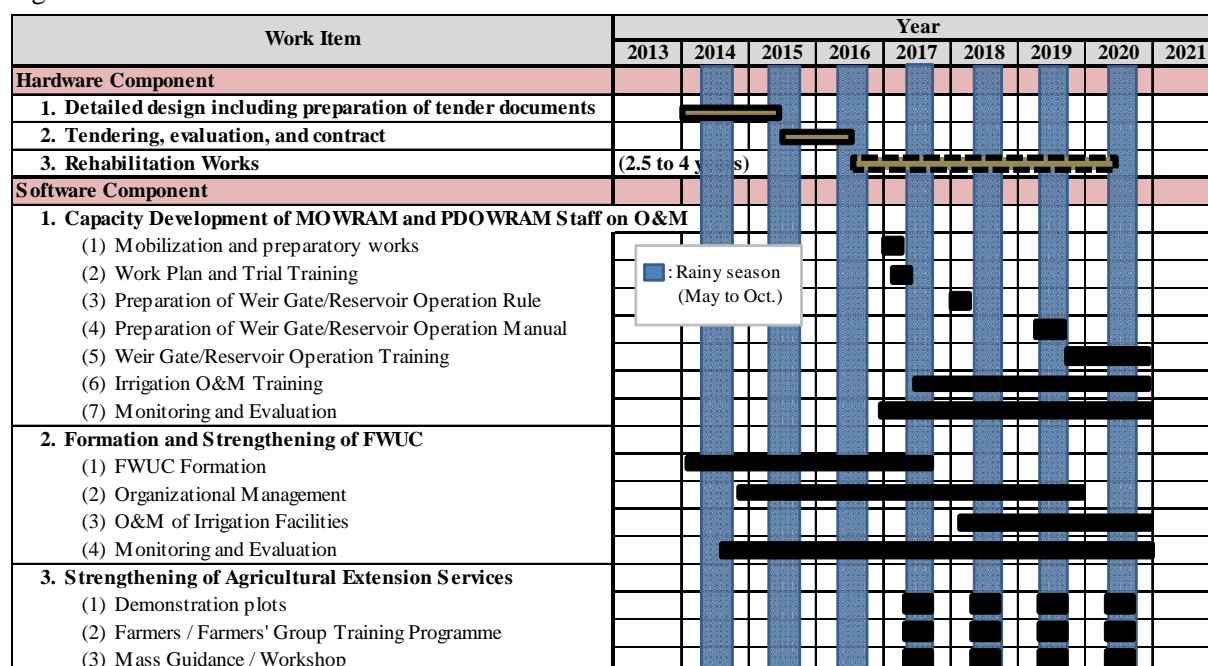 Work Item
Year
2013 2014 2015 2016 2017 2018 2019 2020 2021
Hardware Component
1. Detailed design including preparation of tender documents
2. Tendering, evaluation, and contract
3. Rehabilitation Works (2.5 to 4 years)
Software Component
1. Capacity Development of MOWRAM and PDOWRAM Staff on O&M
(1) Mobilization and preparatory works
(2) Work Plan and Trial Training
(3) Preparation of Weir Gate/Reservoir Operation Rule
(4) Preparation of Weir Gate/Reservoir Operation Manual
(5) Weir Gate/Reservoir Operation Training
(6) Irrigation O&M Training
(7) Monitoring and Evaluation
: Rainy season
(May to Oct.)
2. Formation and Strengthening of FWUC
(1) FWUC Formation
(2) Organizational Management
(3) O&M of Irrigation Facilities
(4) Monitoring and Evaluation
3. Strengthening of Agricultural Extension Services
(1) Demonstration plots
(2) Farmers / Farmers' Group Training Programme
(3) Mass Guidance / Workshop